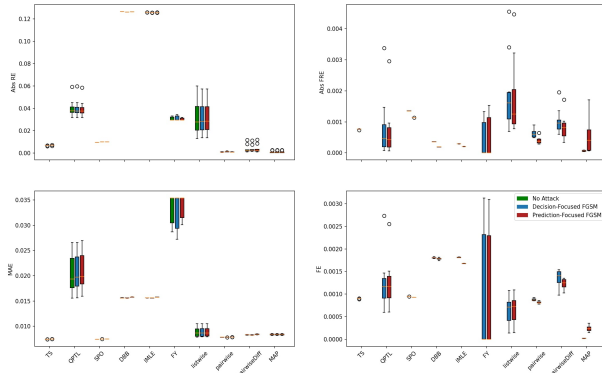 0.12
0.10
0.08
0.06
0.04
0.02
0.00
Abs RE
0.004
0.003
0.002
0.001
0.000
Abs FRE
0.035
0.030
0.025
0.020
0.015
0.010
MAE
TS
QPTL
SPO
DBB
IMLE
FY
listwise
pairwise
pairwiseDiff
MAP
0.0030
0.0025
0.0020
0.0015
0.0010
0.0005
0.0000
FE
No Attack
Decision-Focused FGSM
Prediction-Focused FGSM
TS
QPTL
SPO
DBB
IMLE
FY
listwise
pairwise
pairwiseDiff
MAP